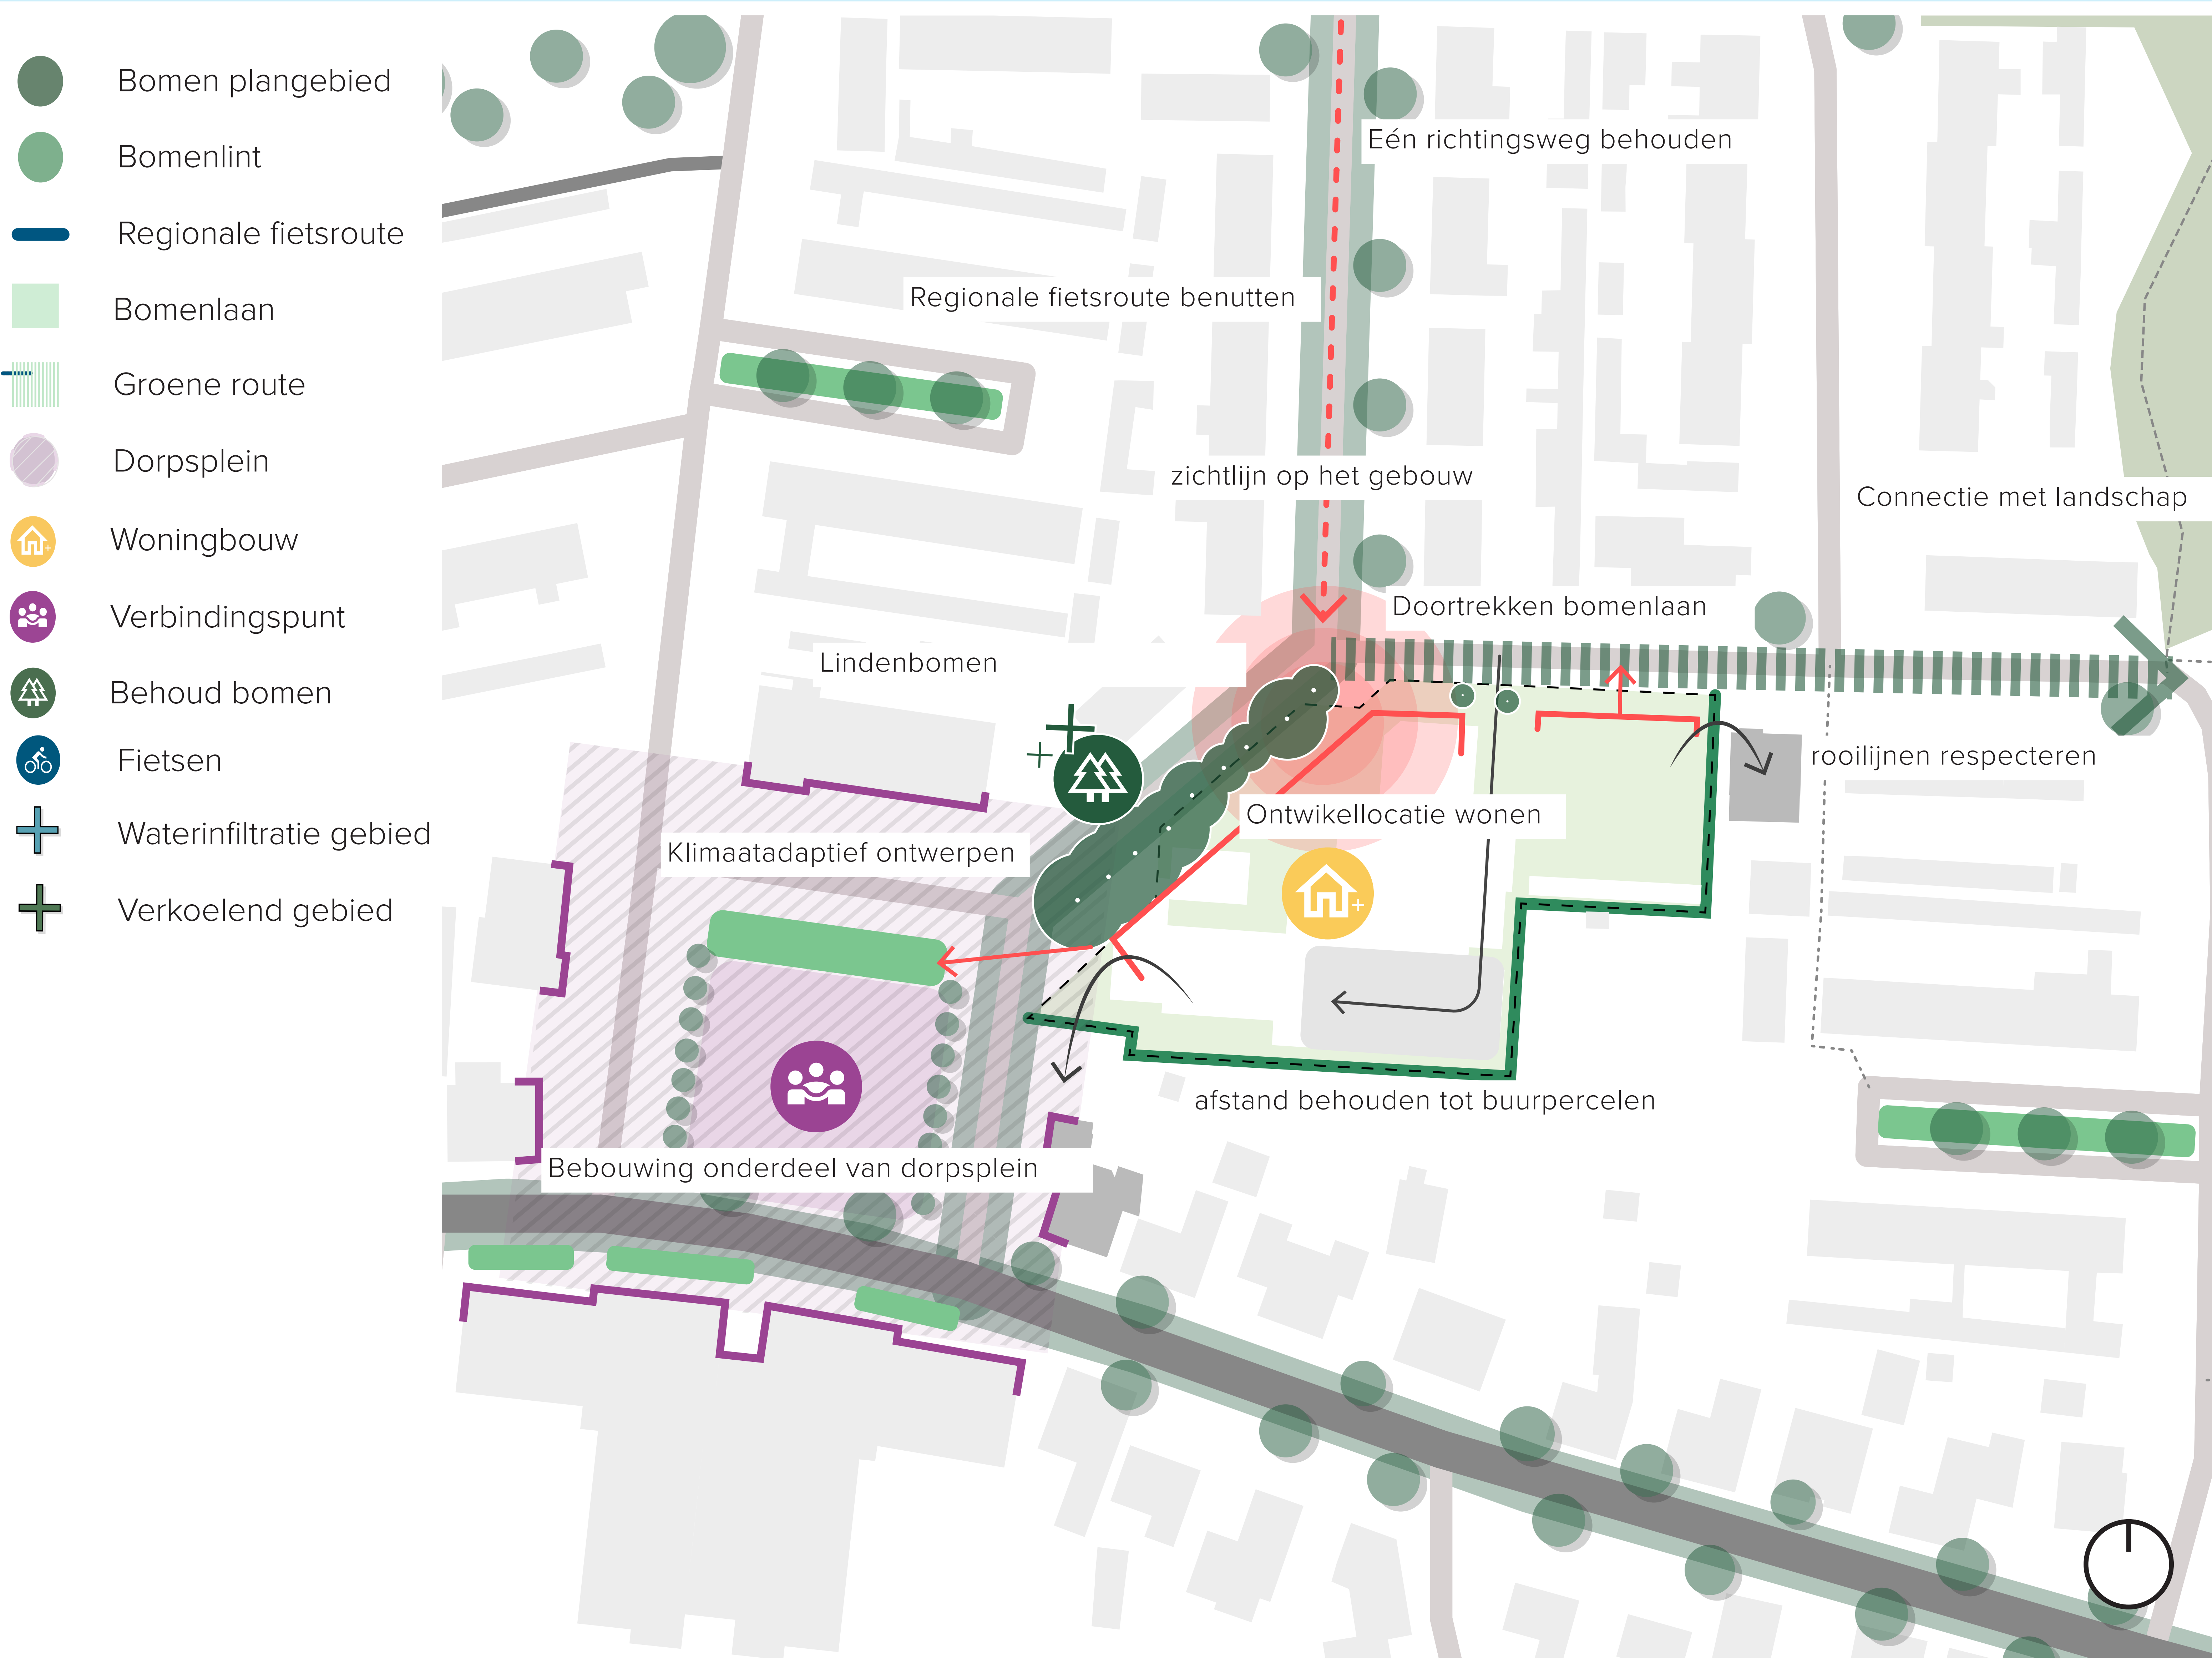 Bomen plangebied
Bomenlint
Regionale fietsroute
Bomenlaan
Groene route
Dorpsplein
Woningbouw
Verbindingspunt
Behoud bomen
Fietsen
Waterinfiltratie gebied
Verkoelend gebied
Eén richtingsweg behouden
Regionale fietsroute benutten
zichtlijn op het gebouw
Connectie met landschap
Doortrekken bomenlaan
Lindenbomen
rooilijnen respecteren
Ontwikellocatie wonen
Klimaatadaptief ontwerpen
afstand behouden tot buurpercelen
Bebouwing onderdeel van dorpsplein